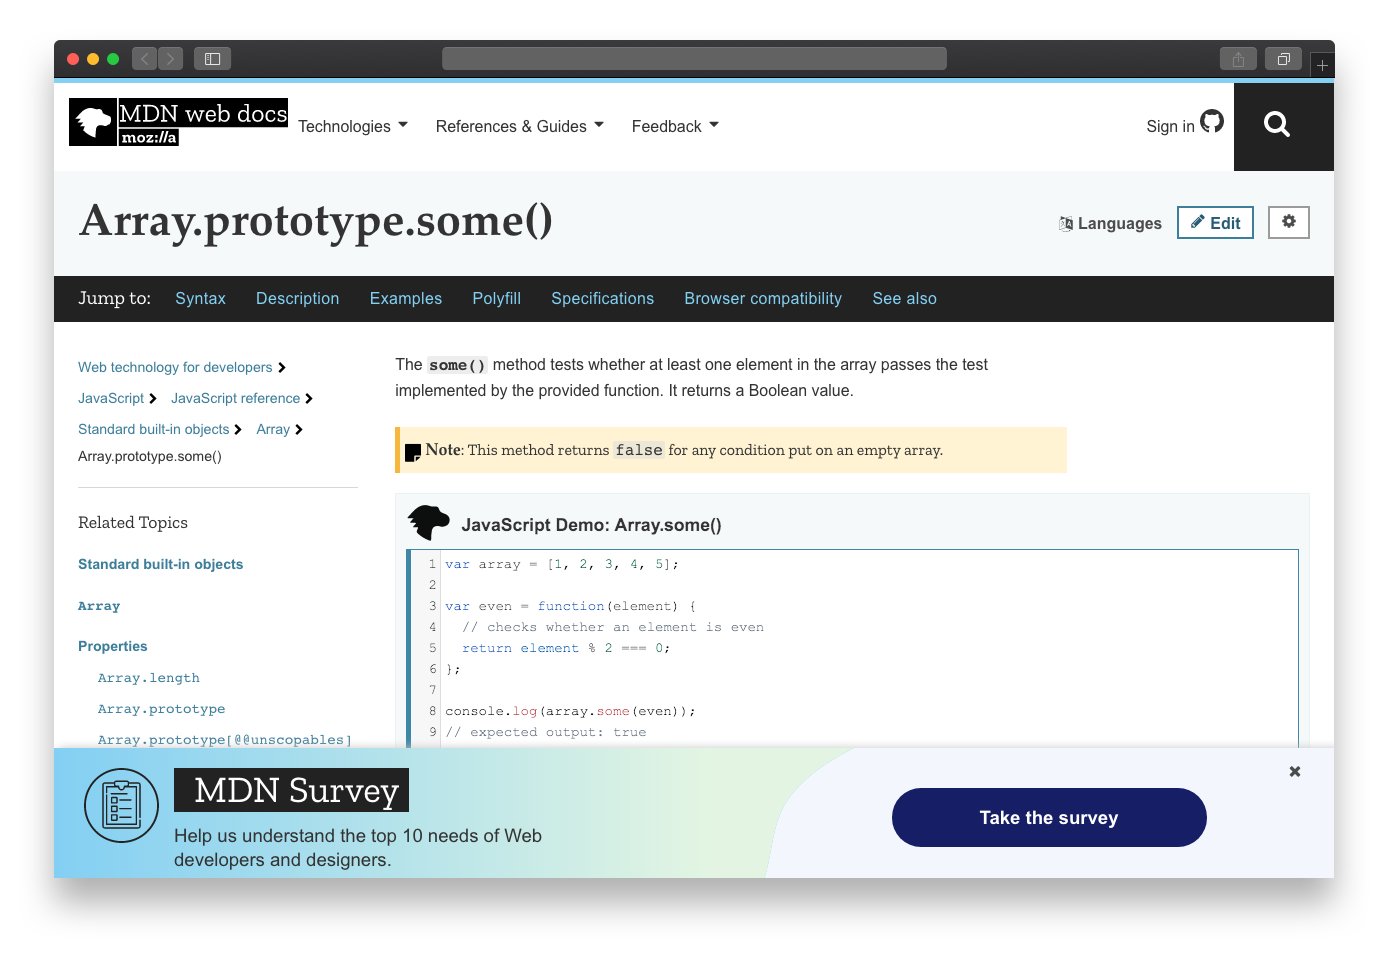 MDN web docs
moz://a
Technologies
References & Guides
Feedback
Sign in
Array.prototype.some()
Languages
Edit
Jump to:
Syntax
Description
Examples
Polyfill
Specifications
Browser compatibility
See also
Web technology for developers
JavaScript
JavaScript reference
Standard built-in objects
Array
Array.prototype.some()
Related Topics
Standard built-in objects
Array
Properties
Array.length
Array.prototype
Array.prototype[@@unscopables]
The some() method tests whether at least one element in the array passes the test
implemented by the provided function. It returns a Boolean value.
Note: This method returns false for any condition put on an empty array.
JavaScript Demo: Array.some()
1 var array = [1, 2, 3, 4, 5];
2
3 var even = function(element) {
4   // checks whether an element is even
5   return element % 2 === 0;
6 };
7
8 console.log(array.some(even));
9 // expected output: true
MDN Survey
Help us understand the top 10 needs of Web
developers and designers.
Take the survey